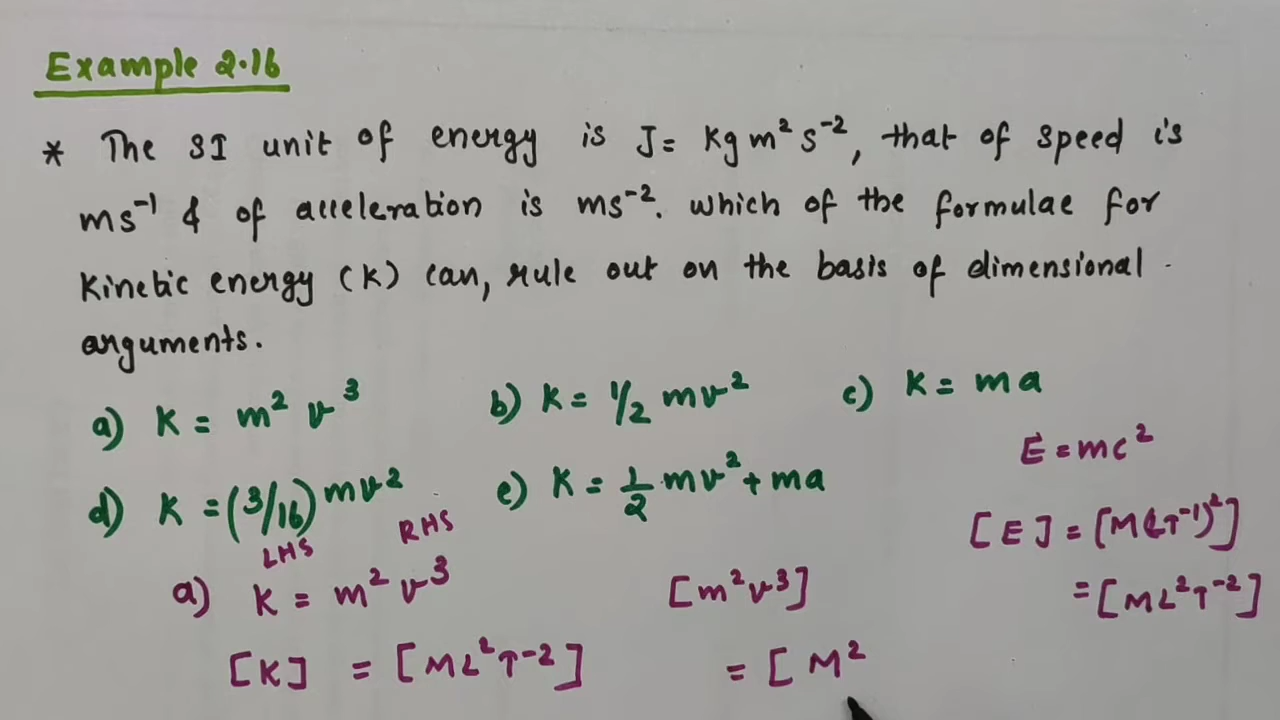 Example 2.16
* The SI unit of energy is J= Kg m² s⁻², that of speed is
ms⁻¹ & of acceleration is ms⁻². which of the formulae for
Kinetic energy (K) can, rule out on the basis of dimensional
arguments.
a) K = m² v³ b) K = 1/2 mv² c) K = ma
E = mc²
d) K = (3/16) mv² e) K = 1/2 mv² + ma
[E] = [M(LT⁻¹)²]
LHS RHS
a) K = m² v³ [m²v³] = [ML²T⁻²]
[K] = [ML²T⁻²] = [M²